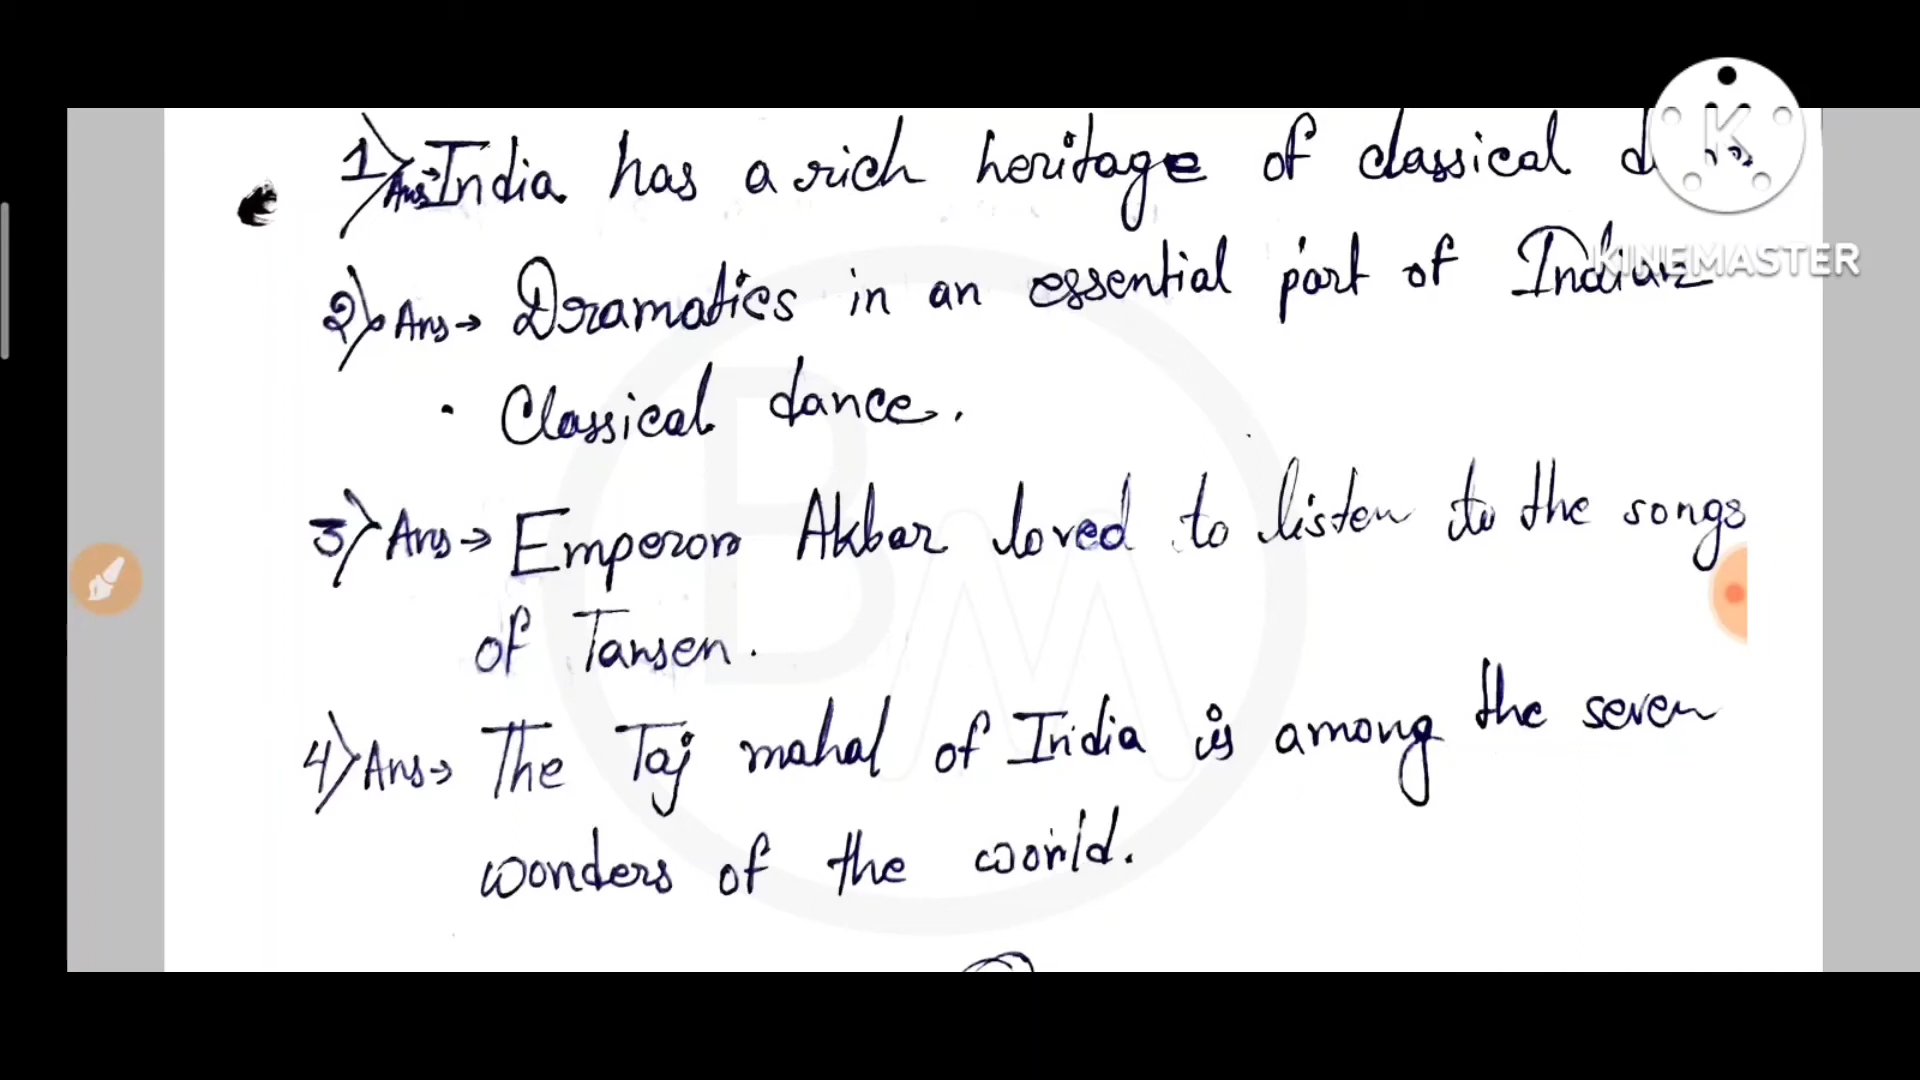 1) Ans→ India has a rich heritage of classical
2) Ans→ Dramatics in an essential part of Indian
Classical dance.
3) Ans→ Emperor Akbar loved to listen to the songs
of Tansen.
4) Ans→ The Taj mahal of India is among the seven
wonders of the world.
K
KINEMASTER
BM